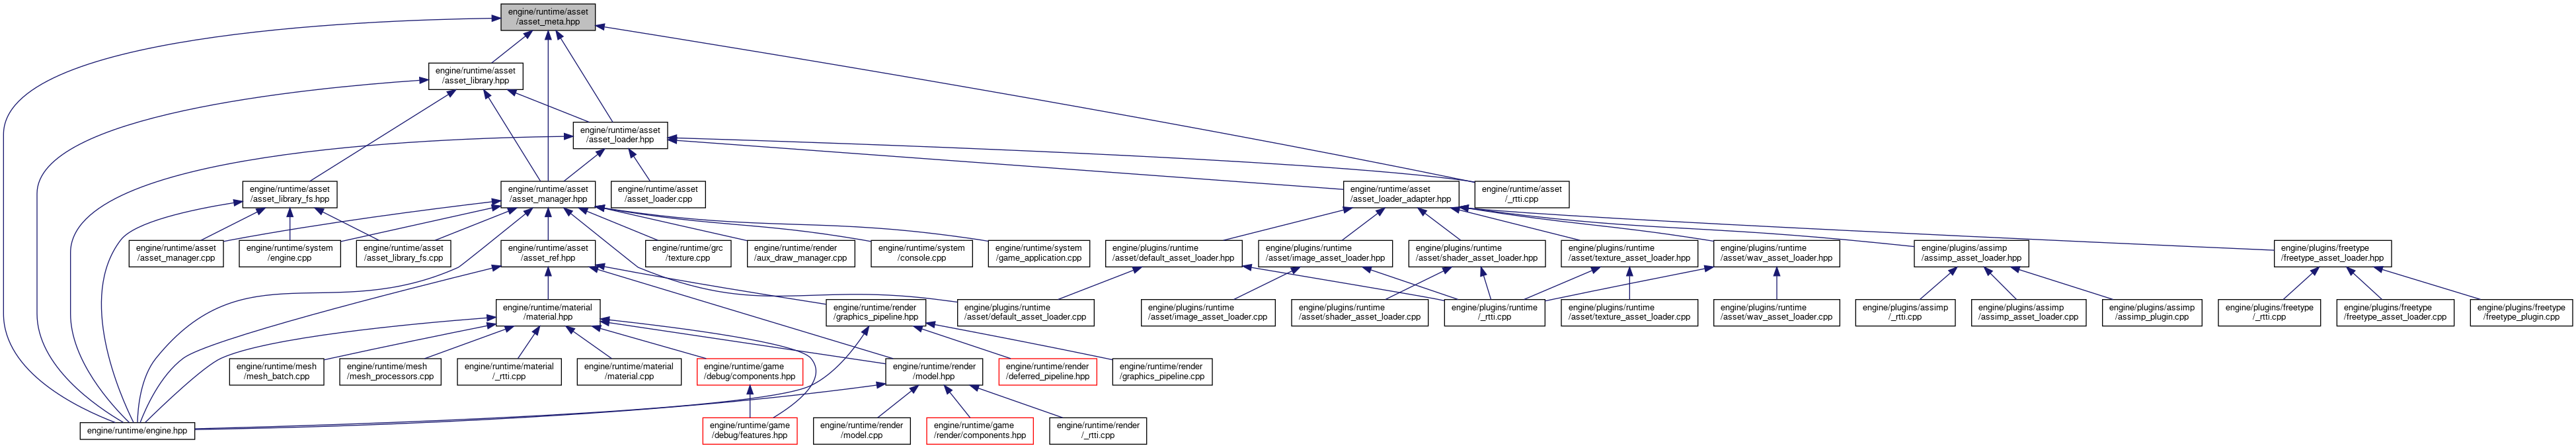 engine/runtime/asset
/asset_meta.hpp
engine/runtime/asset
/asset_library.hpp
engine/runtime/asset
/asset_loader.hpp
engine/runtime/asset
/asset_library_fs.hpp
engine/runtime/asset
/asset_manager.hpp
engine/runtime/asset
/asset_loader.cpp
engine/runtime/asset
/asset_loader_adapter.hpp
engine/runtime/asset
/_rtti.cpp
engine/runtime/asset
/asset_manager.cpp
engine/runtime/system
/engine.cpp
engine/runtime/asset
/asset_library_fs.cpp
engine/runtime/asset
/asset_ref.hpp
engine/runtime/grc
/texture.cpp
engine/runtime/render
/aux_draw_manager.cpp
engine/runtime/system
/console.cpp
engine/runtime/system
/game_application.cpp
engine/plugins/runtime
/asset/default_asset_loader.hpp
engine/plugins/runtime
/asset/image_asset_loader.hpp
engine/plugins/runtime
/asset/shader_asset_loader.hpp
engine/plugins/runtime
/asset/texture_asset_loader.hpp
engine/plugins/runtime
/asset/wav_asset_loader.hpp
engine/plugins/assimp
/assimp_asset_loader.hpp
engine/plugins/freetype
/freetype_asset_loader.hpp
engine/runtime/material
/material.hpp
engine/runtime/render
/graphics_pipeline.hpp
engine/plugins/runtime
/asset/default_asset_loader.cpp
engine/plugins/runtime
/asset/image_asset_loader.cpp
engine/plugins/runtime
/asset/shader_asset_loader.cpp
engine/plugins/runtime
/_rtti.cpp
engine/plugins/runtime
/asset/texture_asset_loader.cpp
engine/plugins/runtime
/asset/wav_asset_loader.cpp
engine/plugins/assimp
/_rtti.cpp
engine/plugins/assimp
/assimp_asset_loader.cpp
engine/plugins/assimp
/assimp_plugin.cpp
engine/plugins/freetype
/_rtti.cpp
engine/plugins/freetype
/freetype_asset_loader.cpp
engine/plugins/freetype
/freetype_plugin.cpp
engine/runtime/mesh
/mesh_batch.cpp
engine/runtime/mesh
/mesh_processors.cpp
engine/runtime/material
/_rtti.cpp
engine/runtime/material
/material.cpp
engine/runtime/game
/debug/components.hpp
engine/runtime/render
/model.hpp
engine/runtime/render
/deferred_pipeline.hpp
engine/runtime/render
/graphics_pipeline.cpp
engine/runtime/engine.hpp
engine/runtime/game
/debug/features.hpp
engine/runtime/render
/model.cpp
engine/runtime/game
/render/components.hpp
engine/runtime/render
/_rtti.cpp